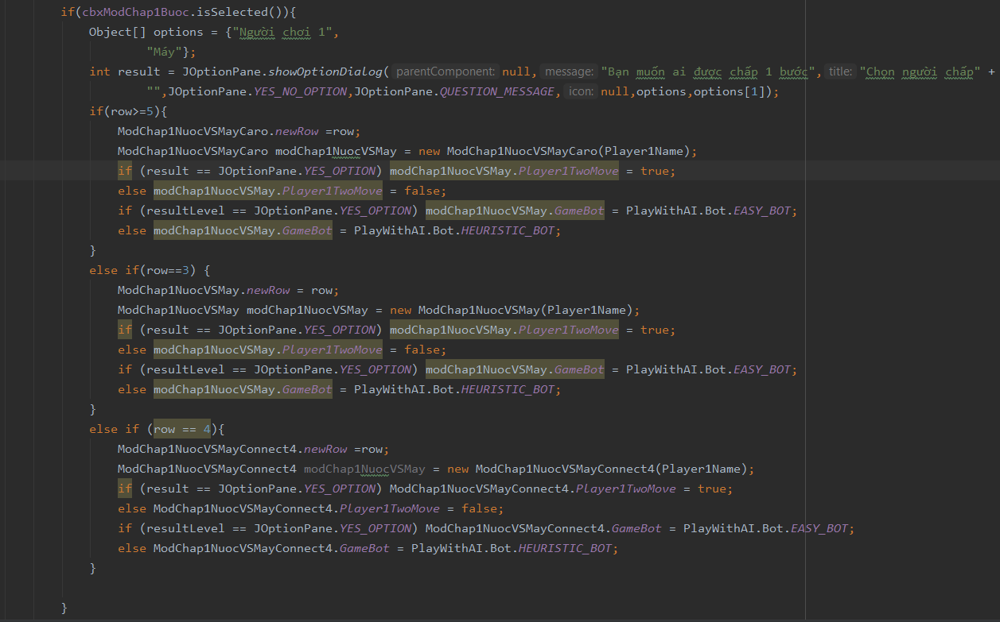 if(cbxModChap1Buoc.isSelected()){
Object[] options = {"Người chơi 1",
"Máy"};
int result = JOptionPane.showOptionDialog( parentComponent: null, message: "Bạn muốn ai được chấp 1 bước", title: "Chọn người chấp" +
"",JOptionPane.YES_NO_OPTION,JOptionPane.QUESTION_MESSAGE, icon: null,options,options[1]);
if(row>=5){
ModChap1NuocVSMayCaro.newRow =row;
ModChap1NuocVSMayCaro modChap1NuocVSMay = new ModChap1NuocVSMayCaro(Player1Name);
if (result == JOptionPane.YES_OPTION) modChap1NuocVSMay.Player1TwoMove = true;
else modChap1NuocVSMay.Player1TwoMove = false;
if (resultLevel == JOptionPane.YES_OPTION) modChap1NuocVSMay.GameBot = PlayWithAI.Bot.EASY_BOT;
else modChap1NuocVSMay.GameBot = PlayWithAI.Bot.HEURISTIC_BOT;
}
else if(row==3) {
ModChap1NuocVSMay.newRow = row;
ModChap1NuocVSMay modChap1NuocVSMay = new ModChap1NuocVSMay(Player1Name);
if (result == JOptionPane.YES_OPTION) modChap1NuocVSMay.Player1TwoMove = true;
else modChap1NuocVSMay.Player1TwoMove = false;
if (resultLevel == JOptionPane.YES_OPTION) modChap1NuocVSMay.GameBot = PlayWithAI.Bot.EASY_BOT;
else modChap1NuocVSMay.GameBot = PlayWithAI.Bot.HEURISTIC_BOT;
}
else if (row == 4){
ModChap1NuocVSMayConnect4.newRow =row;
ModChap1NuocVSMayConnect4 modChap1NuocVSMay = new ModChap1NuocVSMayConnect4(Player1Name);
if (result == JOptionPane.YES_OPTION) ModChap1NuocVSMayConnect4.Player1TwoMove = true;
else ModChap1NuocVSMayConnect4.Player1TwoMove = false;
if (resultLevel == JOptionPane.YES_OPTION) ModChap1NuocVSMayConnect4.GameBot = PlayWithAI.Bot.EASY_BOT;
else ModChap1NuocVSMayConnect4.GameBot = PlayWithAI.Bot.HEURISTIC_BOT;
}
}